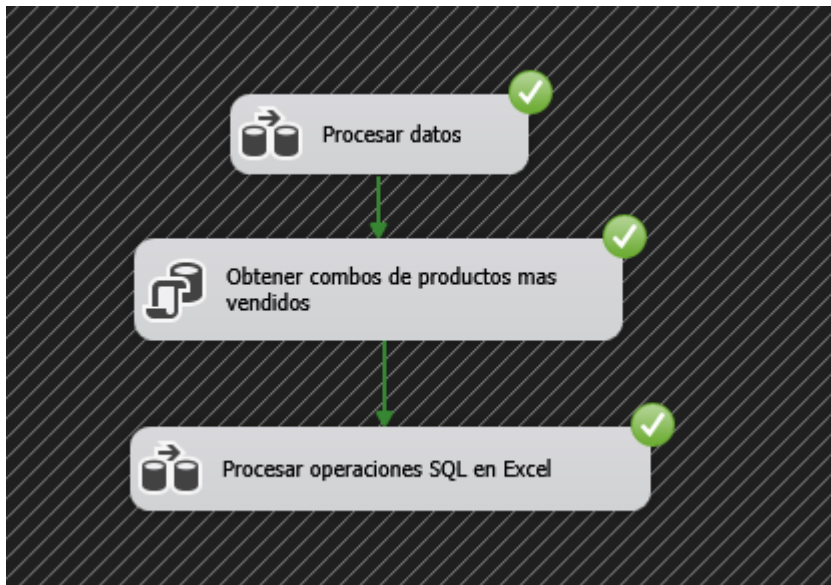 Procesar datos
Obtener combos de productos mas
vendidos
Procesar operaciones SQL en Excel